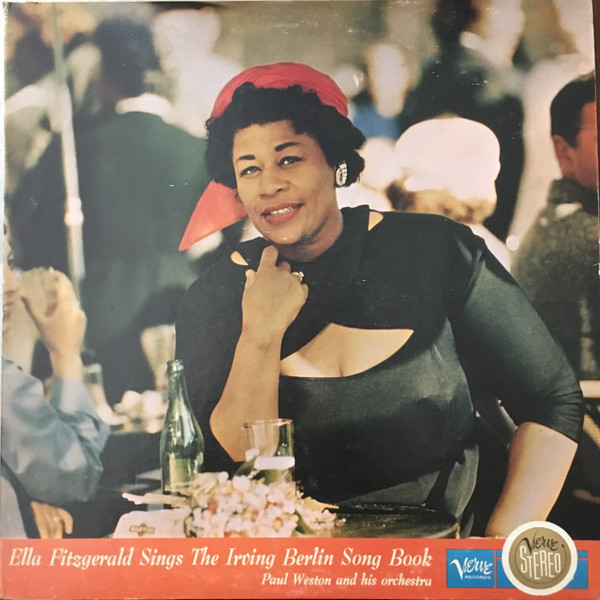 Ella Fitzgerald Sings The Irving Berlin Song Book
Paul Weston and his orchestra
Verve
RECORDS
Verve
STEREO